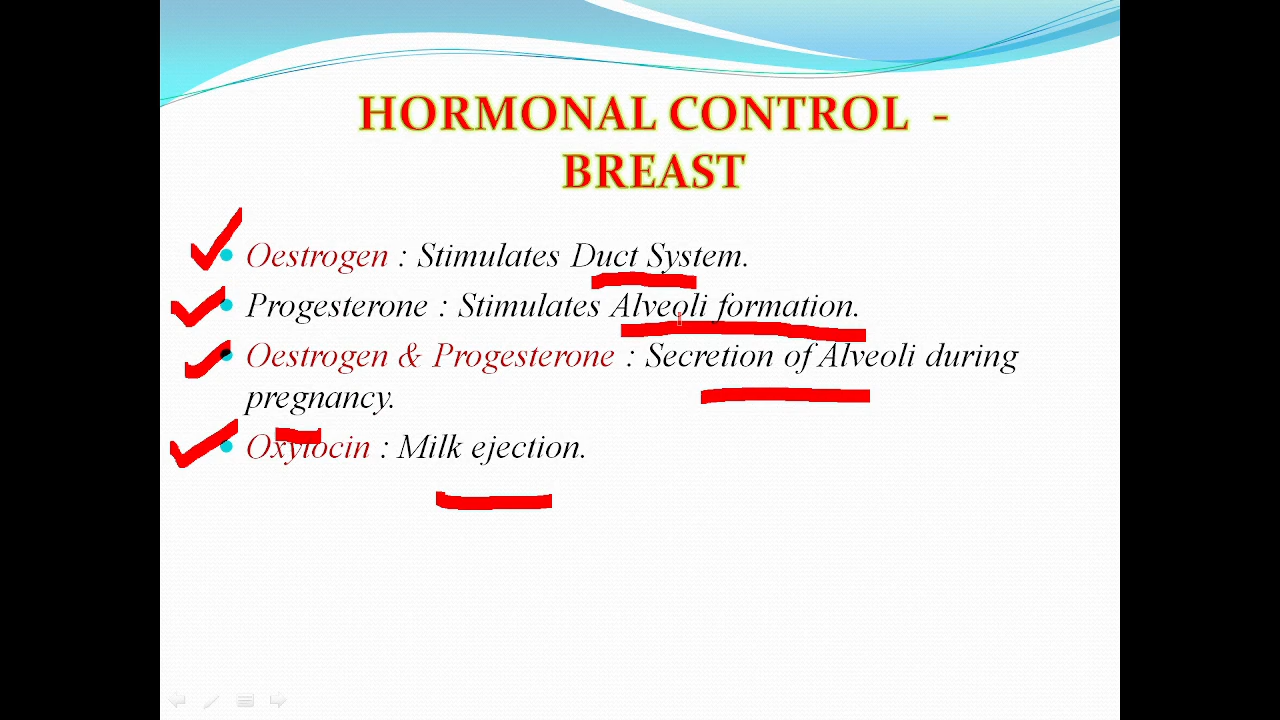 HORMONAL CONTROL -
BREAST
Oestrogen : Stimulates Duct System.
Progesterone : Stimulates Alveoli formation.
Oestrogen & Progesterone : Secretion of Alveoli during
pregnancy.
Oxytocin : Milk ejection.